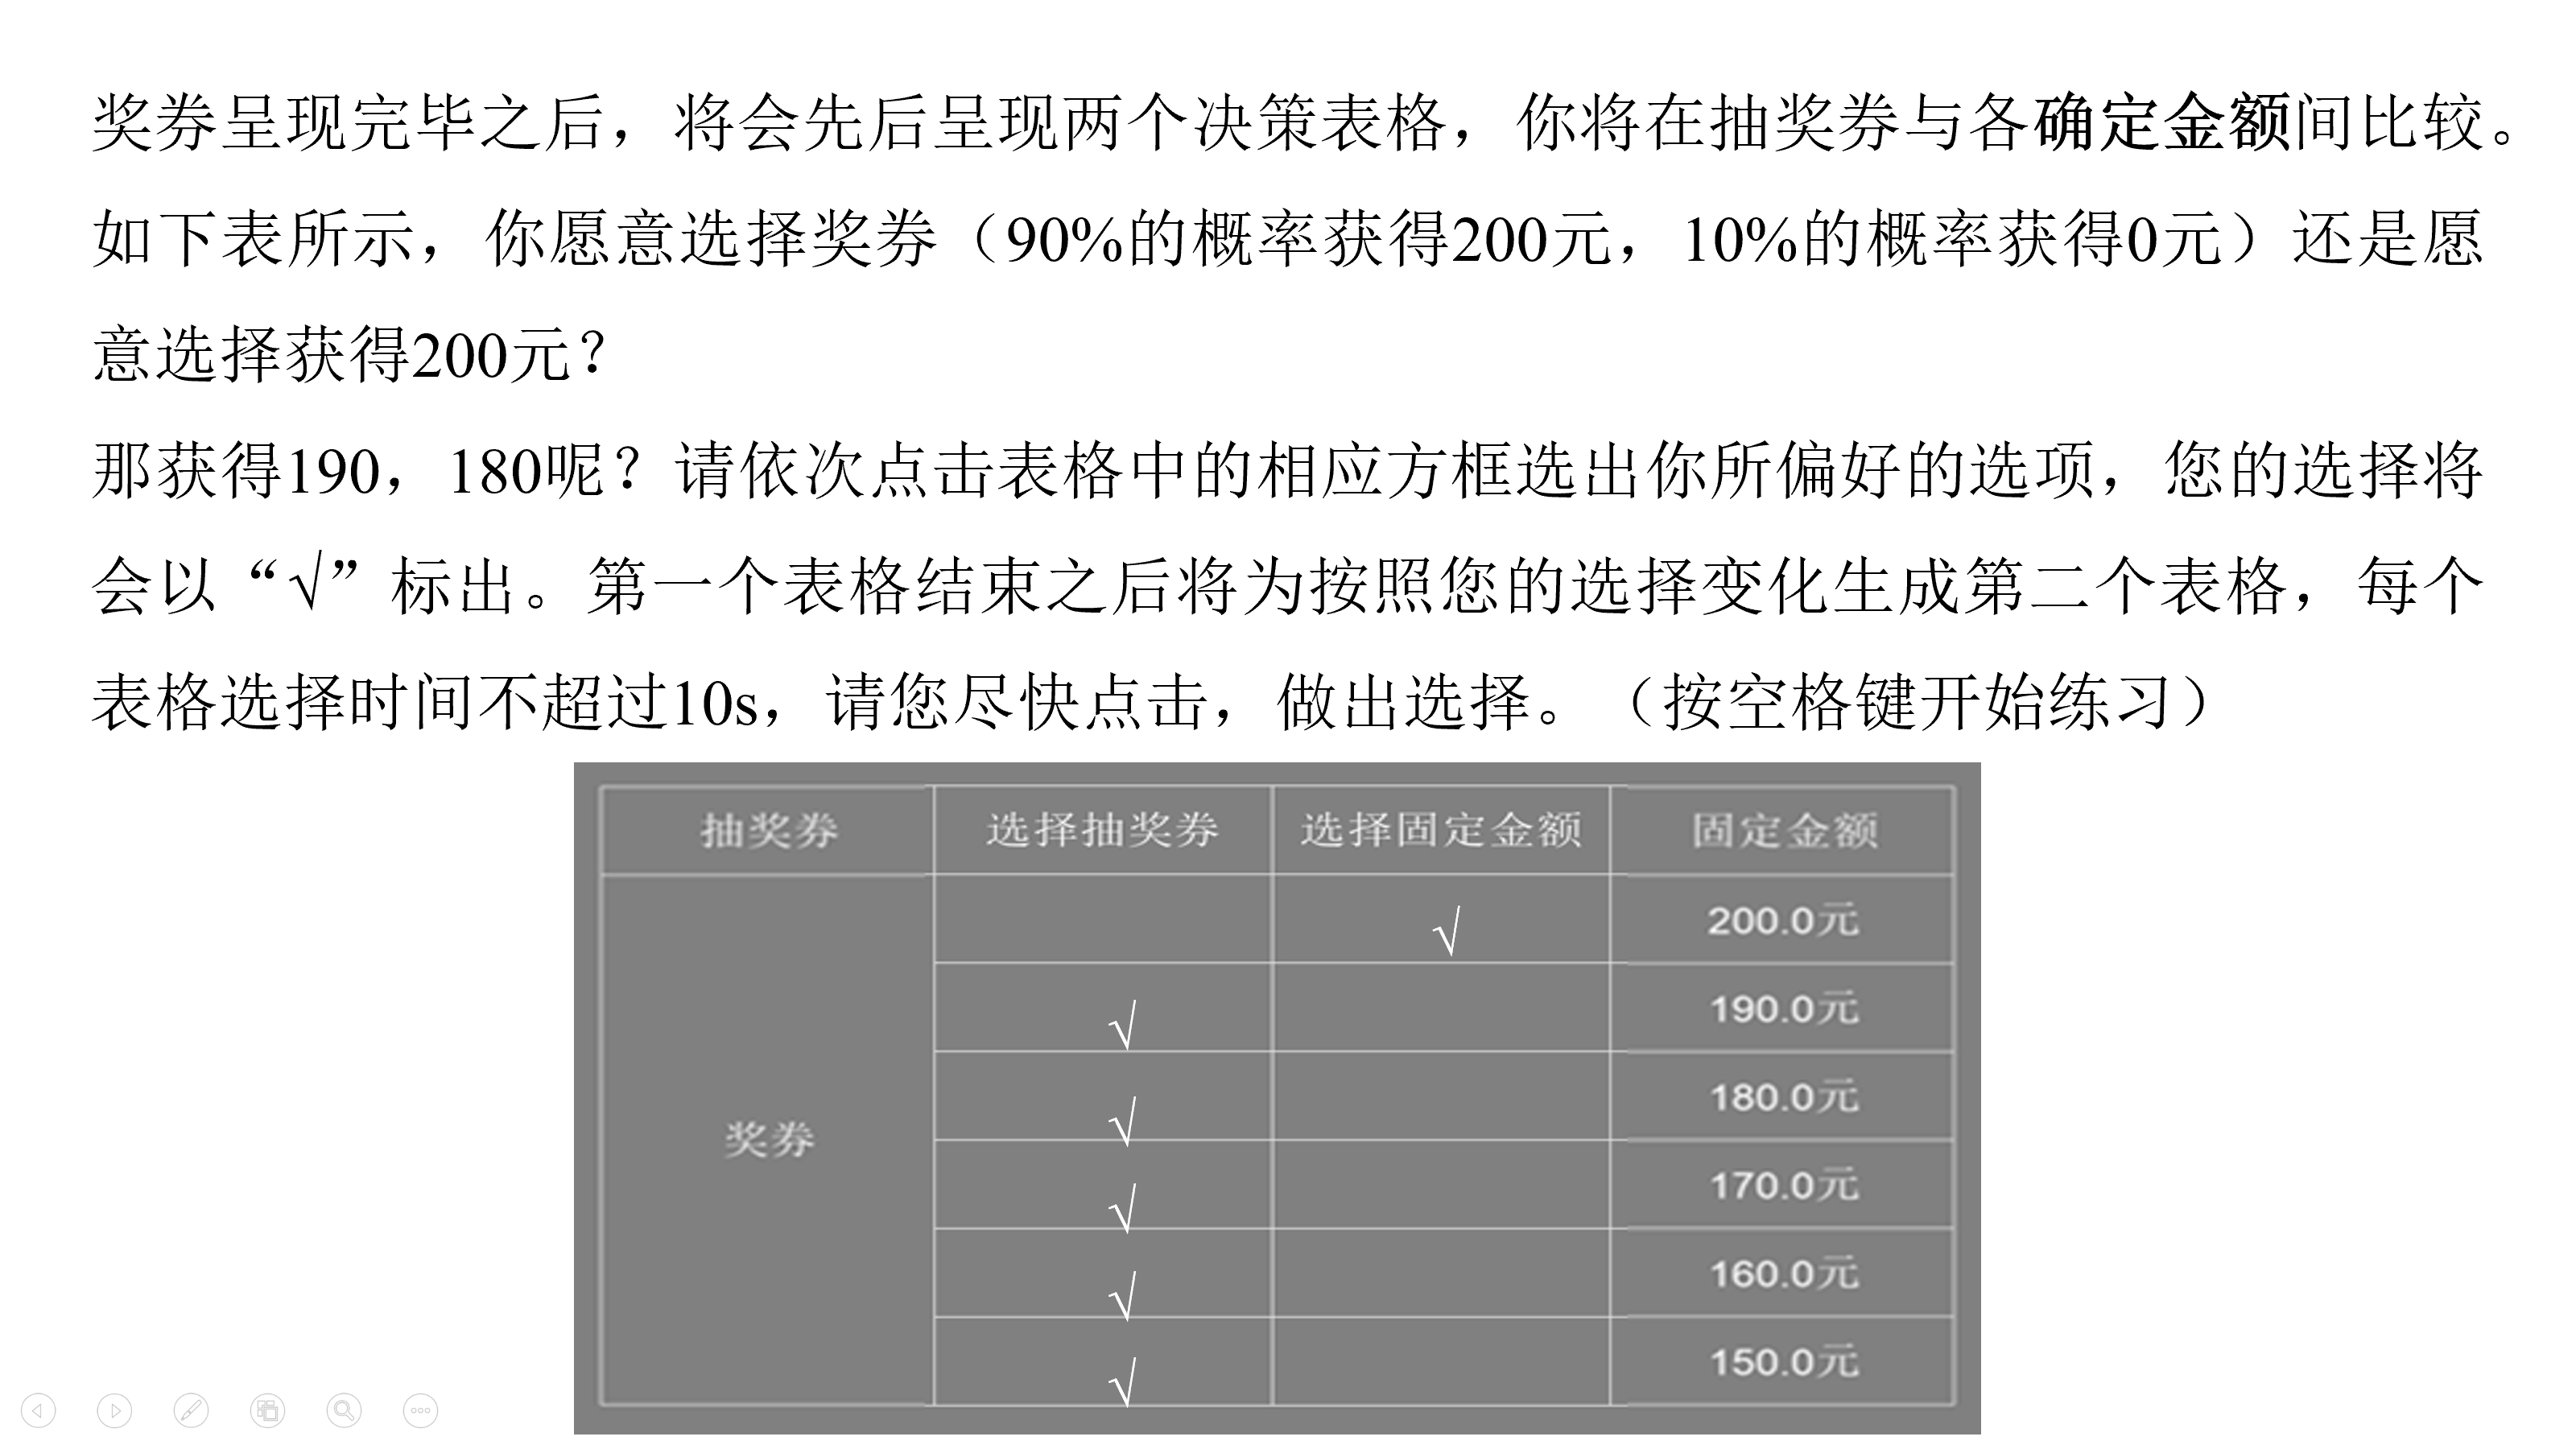 奖券呈现完毕之后，将会先后呈现两个决策表格，你将在抽奖券与各确定金额间比较。
如下表所示，你愿意选择奖券（90%的概率获得200元，10%的概率获得0元）还是愿
意选择获得200元？
那获得190，180呢？请依次点击表格中的相应方框选出你所偏好的选项，您的选择将
会以“√”标出。第一个表格结束之后将为按照您的选择变化生成第二个表格，每个
表格选择时间不超过10s，请您尽快点击，做出选择。（按空格键开始练习）
抽奖券 选择抽奖券 选择固定金额 固定金额
√ 200.0元
√ 190.0元
√ 180.0元
奖券
√ 170.0元
√ 160.0元
√ 150.0元